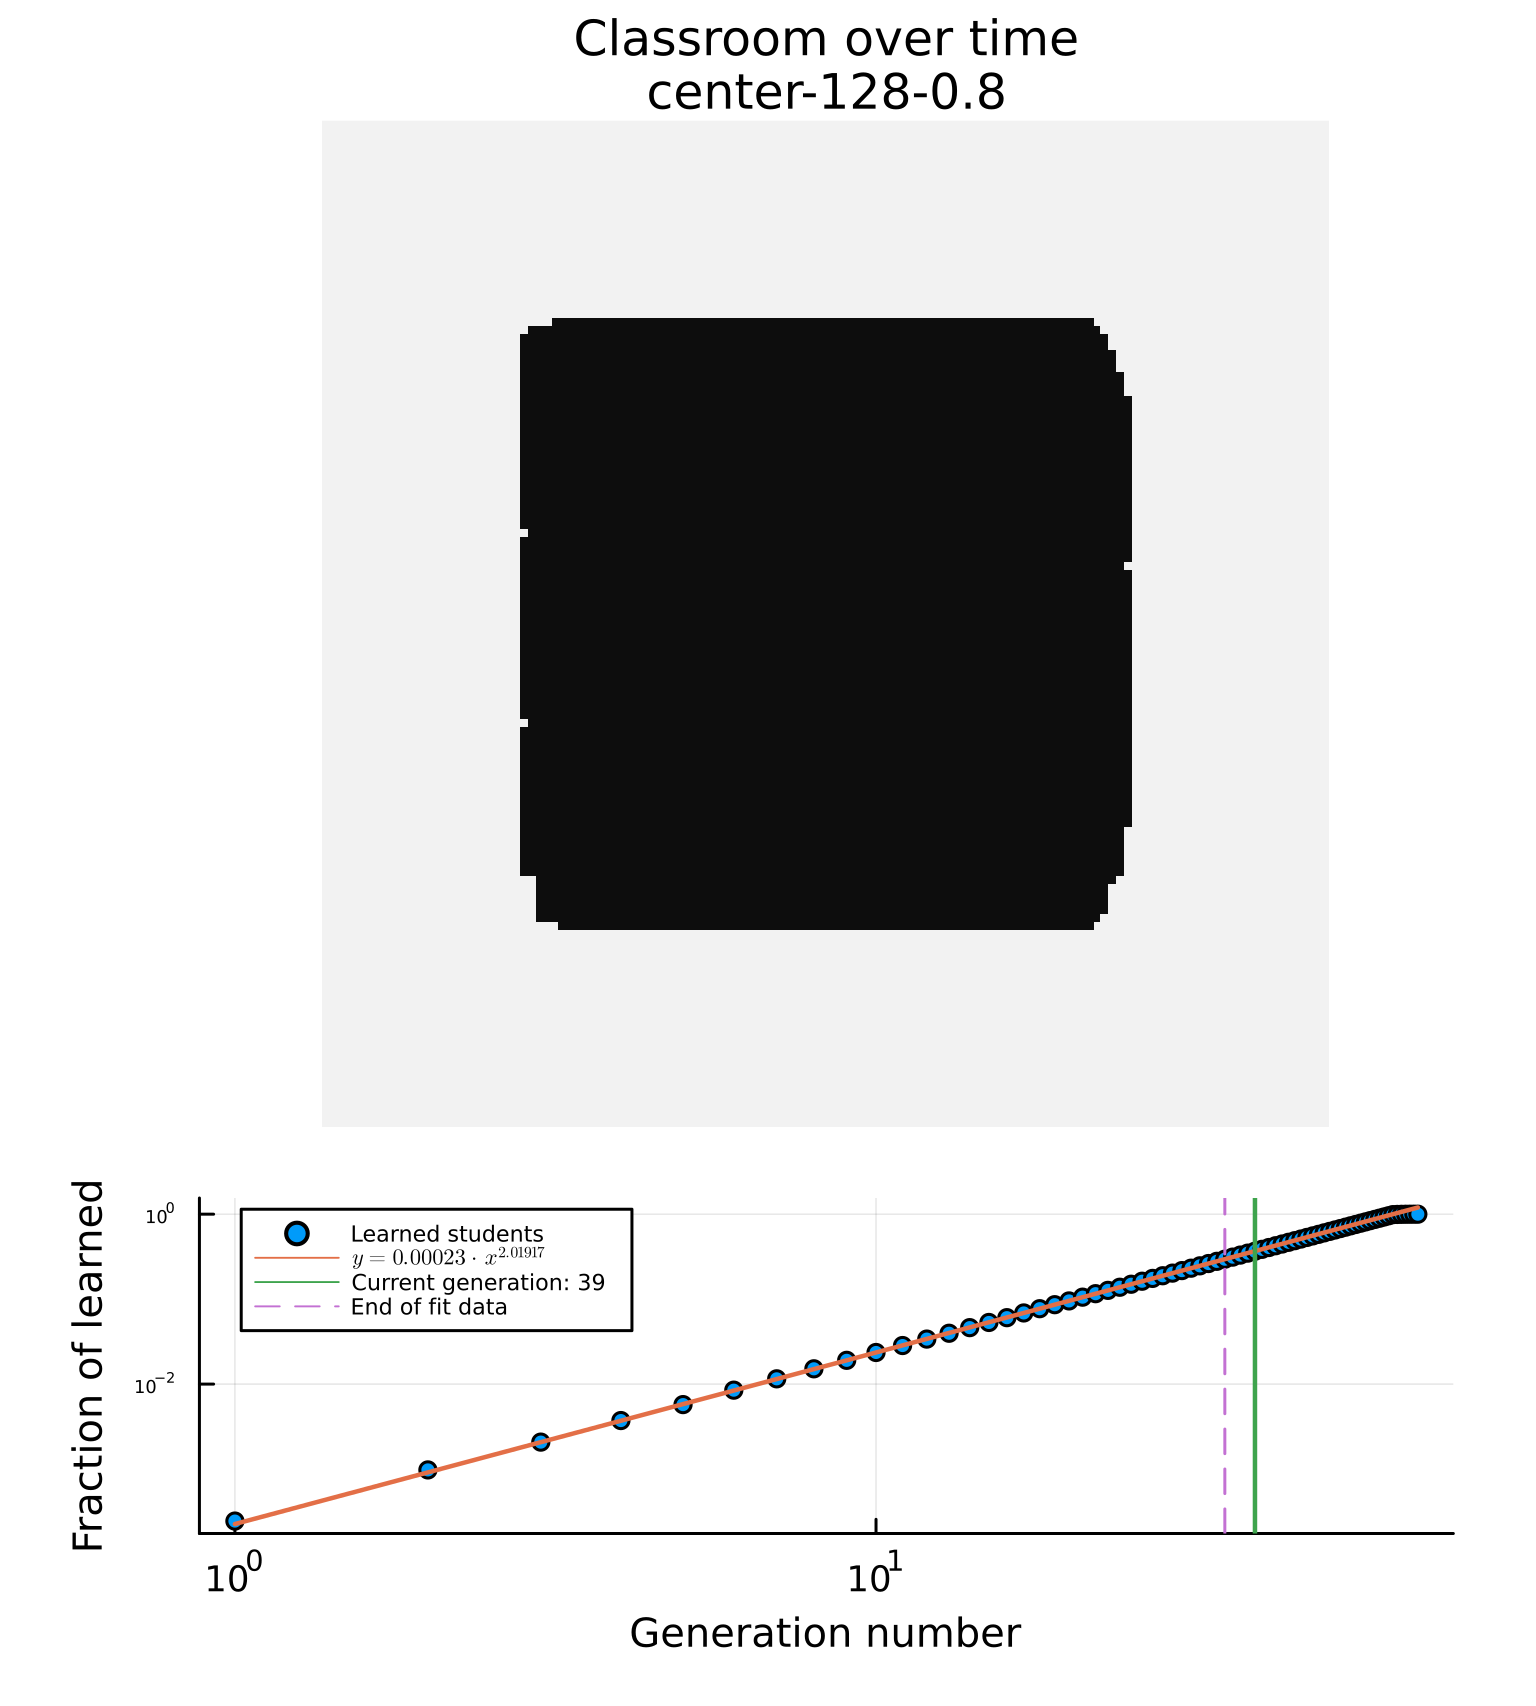 Classroom over time
center-128-0.8
Fraction of learned
10^0
10^-2
Learned students
y = 0.00023 · x^2.01917
Current generation: 39
End of fit data
10^0
10^1
Generation number